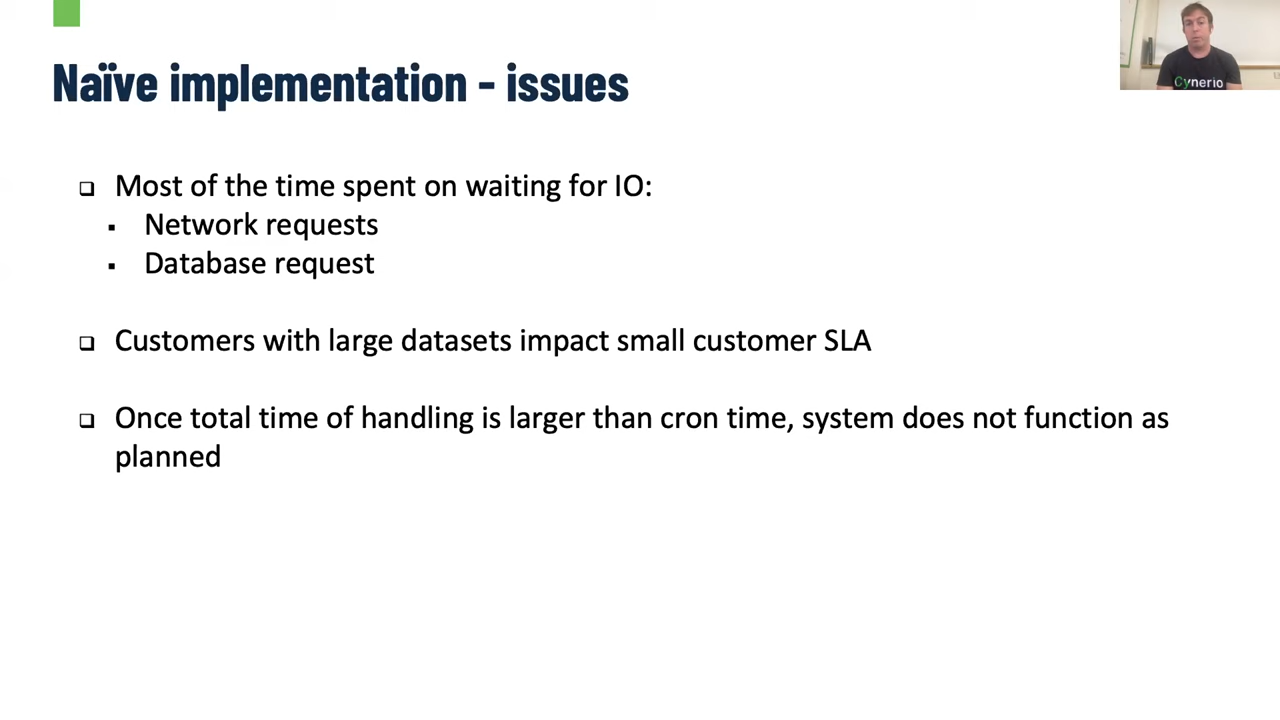 Naïve implementation - issues
Cynerio
Most of the time spent on waiting for IO:
Network requests
Database request
Customers with large datasets impact small customer SLA
Once total time of handling is larger than cron time, system does not function as
planned